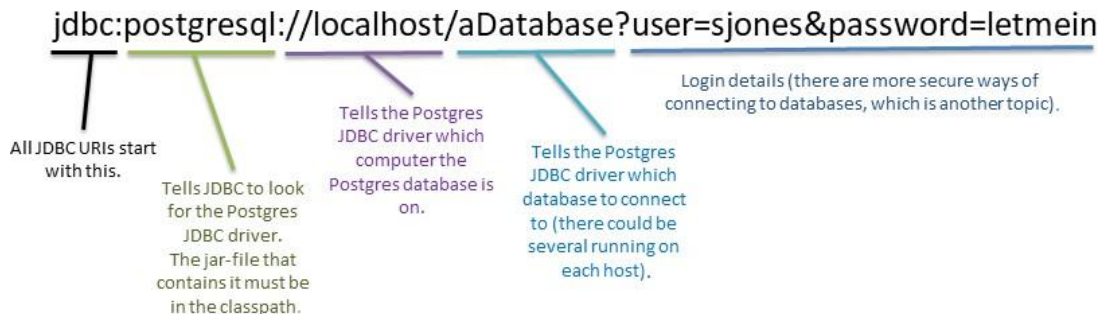 jdbc:postgresql://localhost/aDatabase?user=sjones&password=letmein
All JDBC URIs start
with this.
Tells JDBC to look
for the Postgres
JDBC driver.
The jar-file that
contains it must be
in the classpath.
Tells the Postgres
JDBC driver which
computer the
Postgres database is
on.
Tells the Postgres
JDBC driver which
database to connect
to (there could be
several running on
each host).
Login details (there are more secure ways of
connecting to databases, which is another topic).